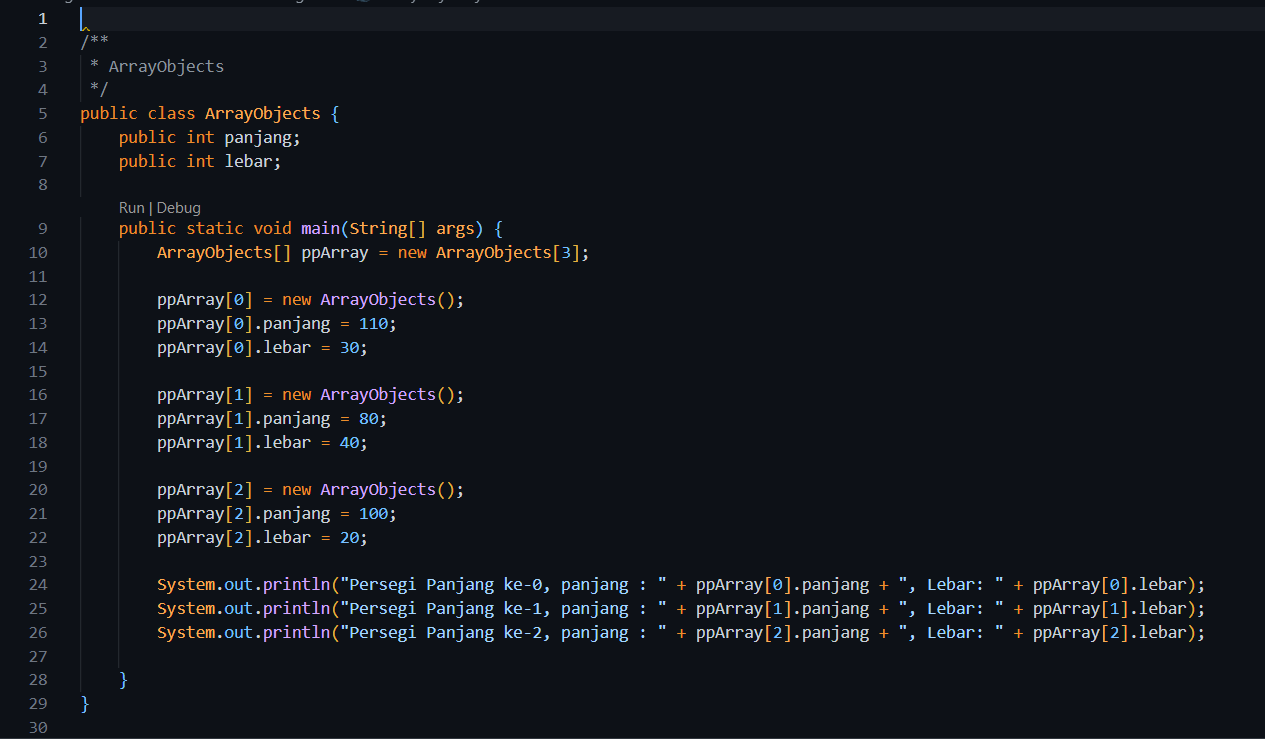 1
2 /**
3 * ArrayObjects
4 */
5 public class ArrayObjects {
6 public int panjang;
7 public int lebar;
8
Run | Debug
9 public static void main(String[] args) {
10 ArrayObjects[] ppArray = new ArrayObjects[3];
11
12 ppArray[0] = new ArrayObjects();
13 ppArray[0].panjang = 110;
14 ppArray[0].lebar = 30;
15
16 ppArray[1] = new ArrayObjects();
17 ppArray[1].panjang = 80;
18 ppArray[1].lebar = 40;
19
20 ppArray[2] = new ArrayObjects();
21 ppArray[2].panjang = 100;
22 ppArray[2].lebar = 20;
23
24 System.out.println("Persegi Panjang ke-0, panjang : " + ppArray[0].panjang + ", Lebar: " + ppArray[0].lebar);
25 System.out.println("Persegi Panjang ke-1, panjang : " + ppArray[1].panjang + ", Lebar: " + ppArray[1].lebar);
26 System.out.println("Persegi Panjang ke-2, panjang : " + ppArray[2].panjang + ", Lebar: " + ppArray[2].lebar);
27
28 }
29 }
30